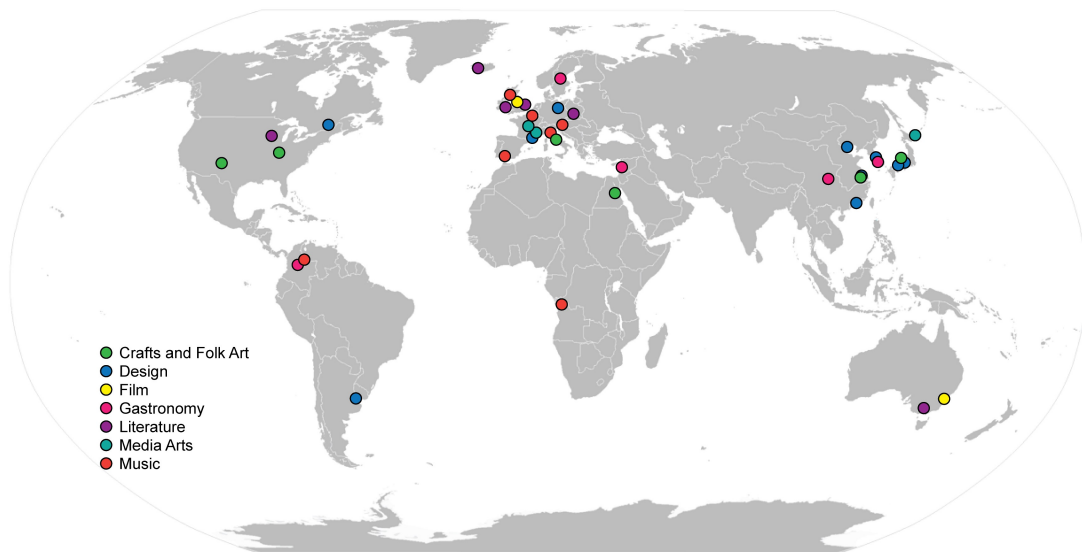 Crafts and Folk Art
Design
Film
Gastronomy
Literature
Media Arts
Music